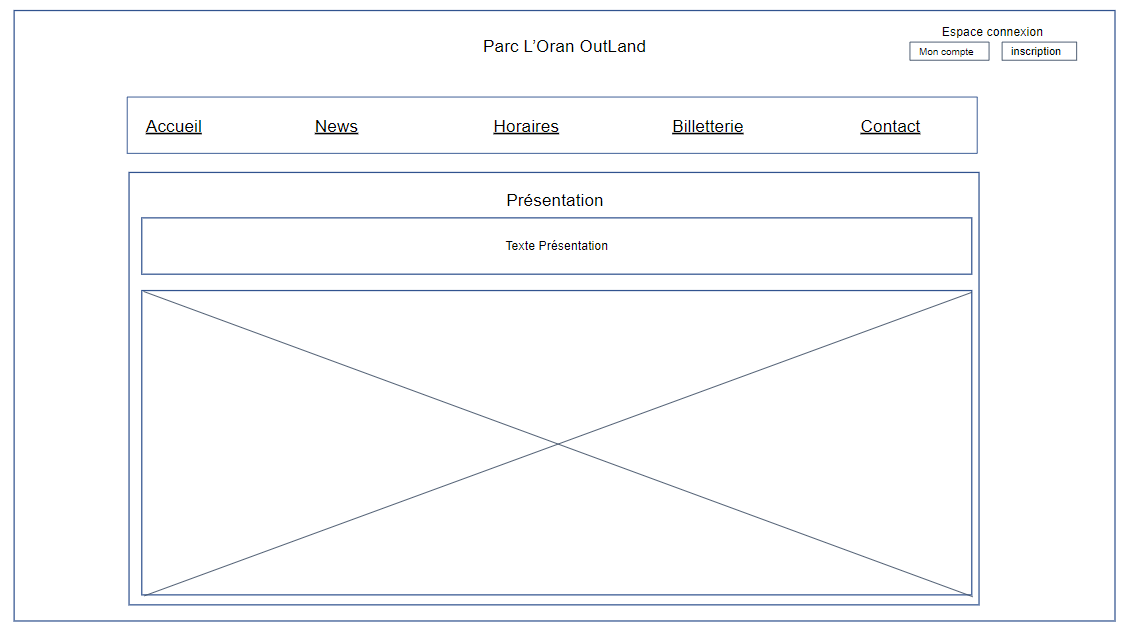 Parc L’Oran OutLand
Espace connexion
Mon compte
inscription
Accueil
News
Horaires
Billetterie
Contact
Présentation
Texte Présentation